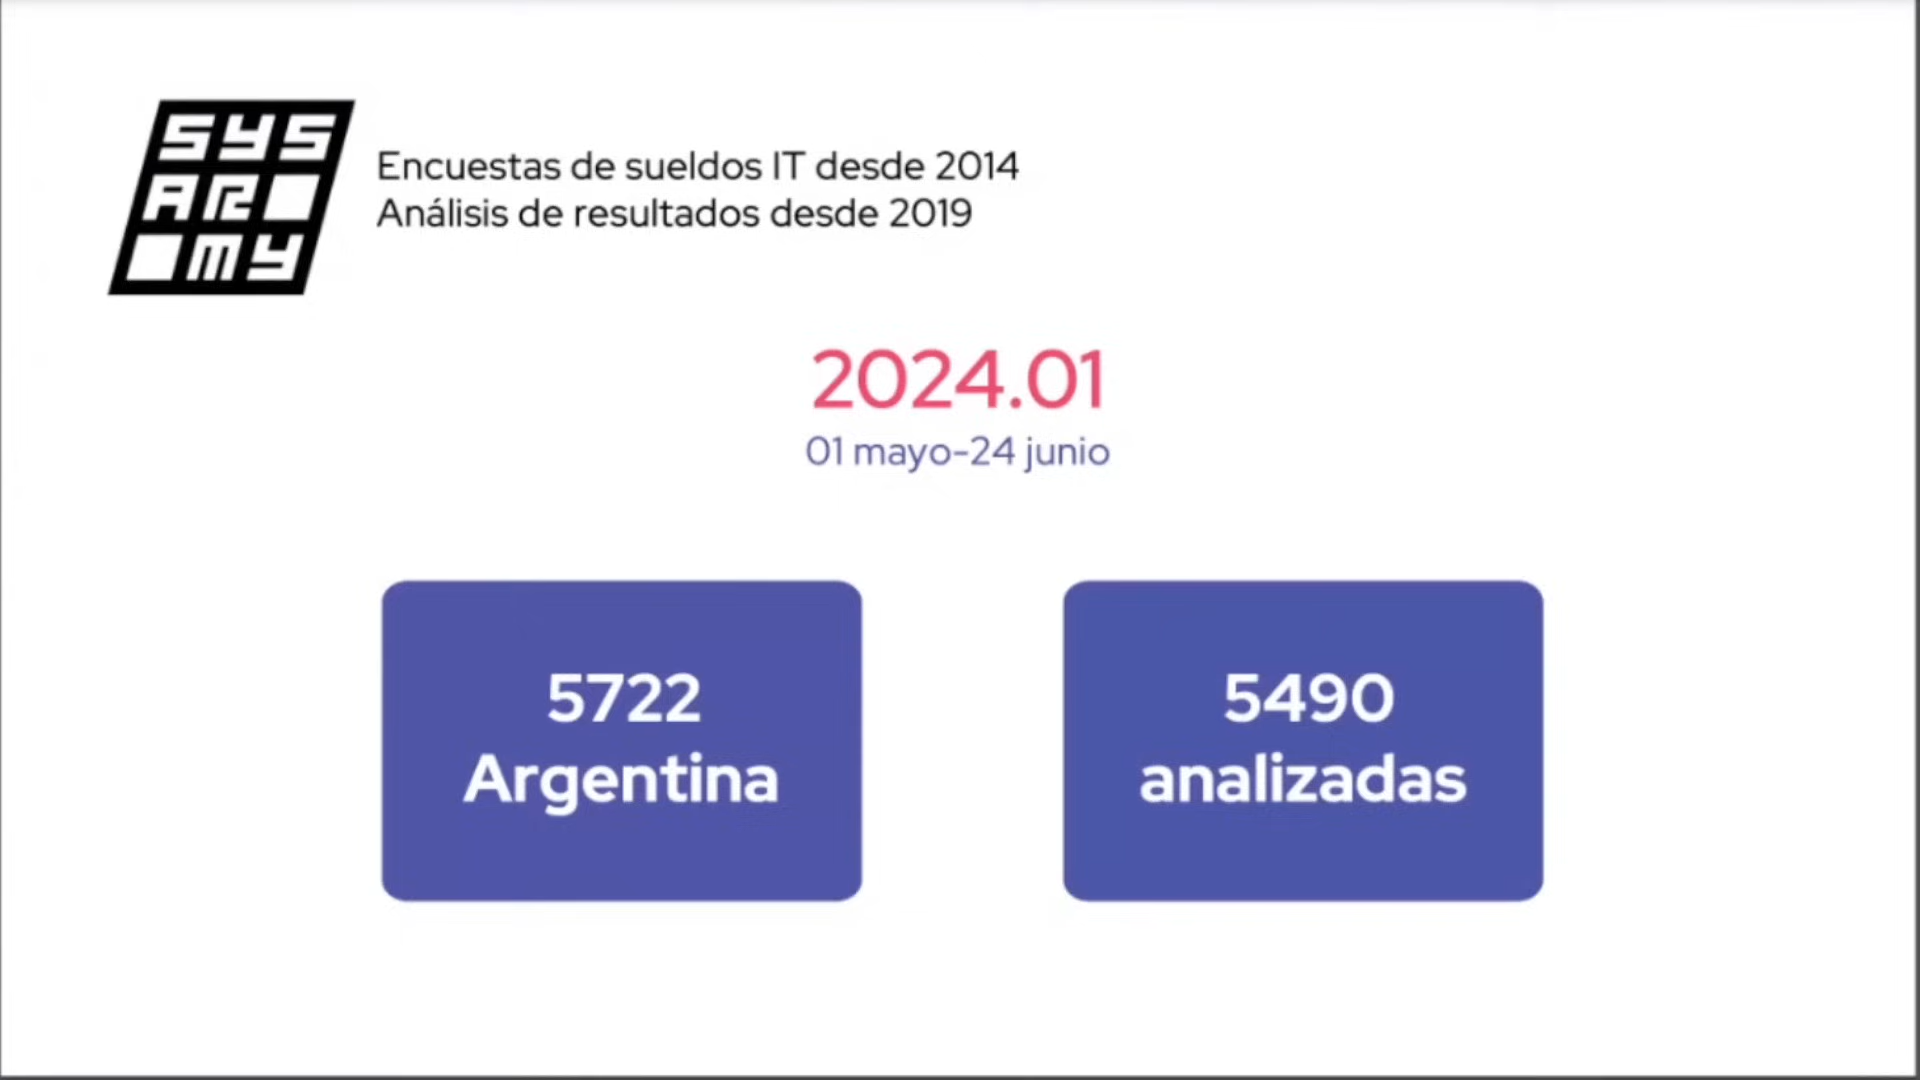 SYS
AR
MY
Encuestas de sueldos IT desde 2014
Análisis de resultados desde 2019
2024.01
01 mayo-24 junio
5722
Argentina
5490
analizadas